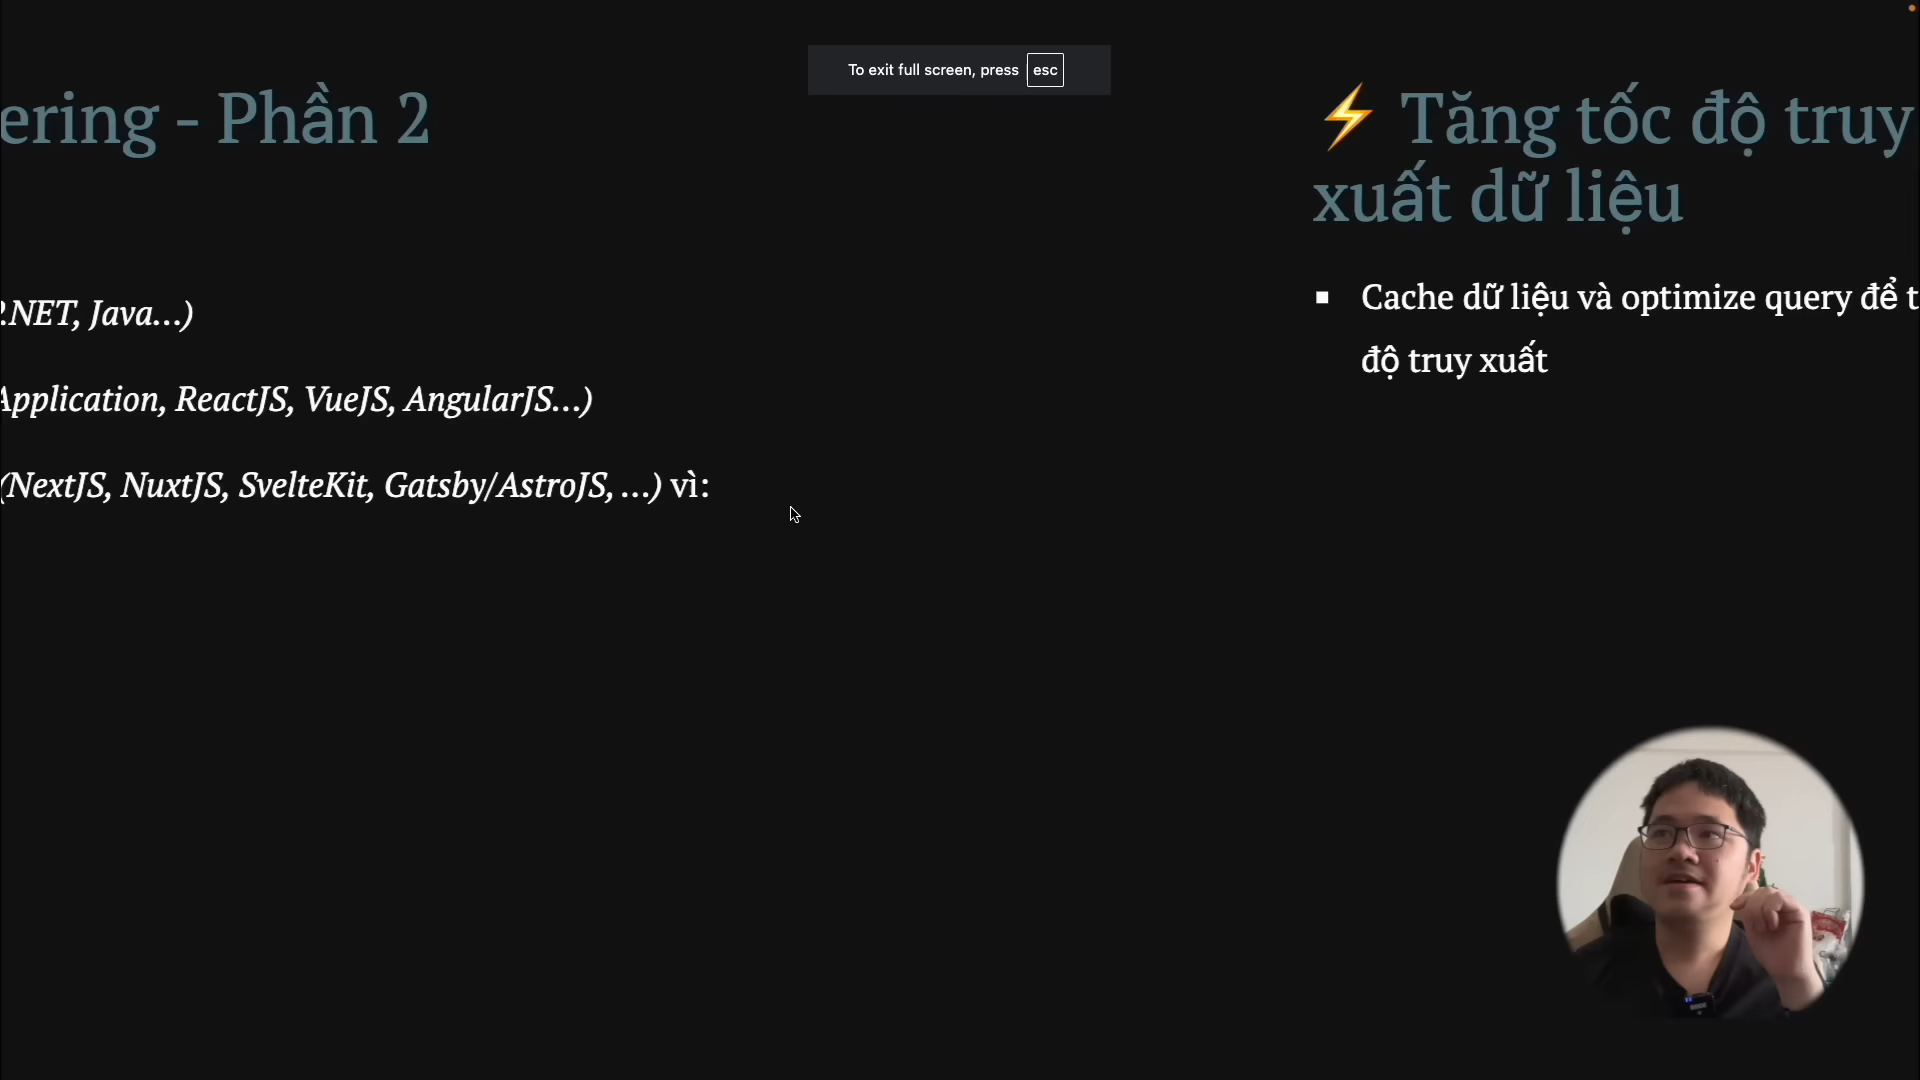 To exit full screen, press esc
ering - Phần 2
.NET, Java...)
Application, ReactJS, VueJS, AngularJS...)
(NextJS, NuxtJS, SvelteKit, Gatsby/AstroJS, ...) vì:
⚡ Tăng tốc độ truy
xuất dữ liệu
▪ Cache dữ liệu và optimize query để t
độ truy xuất